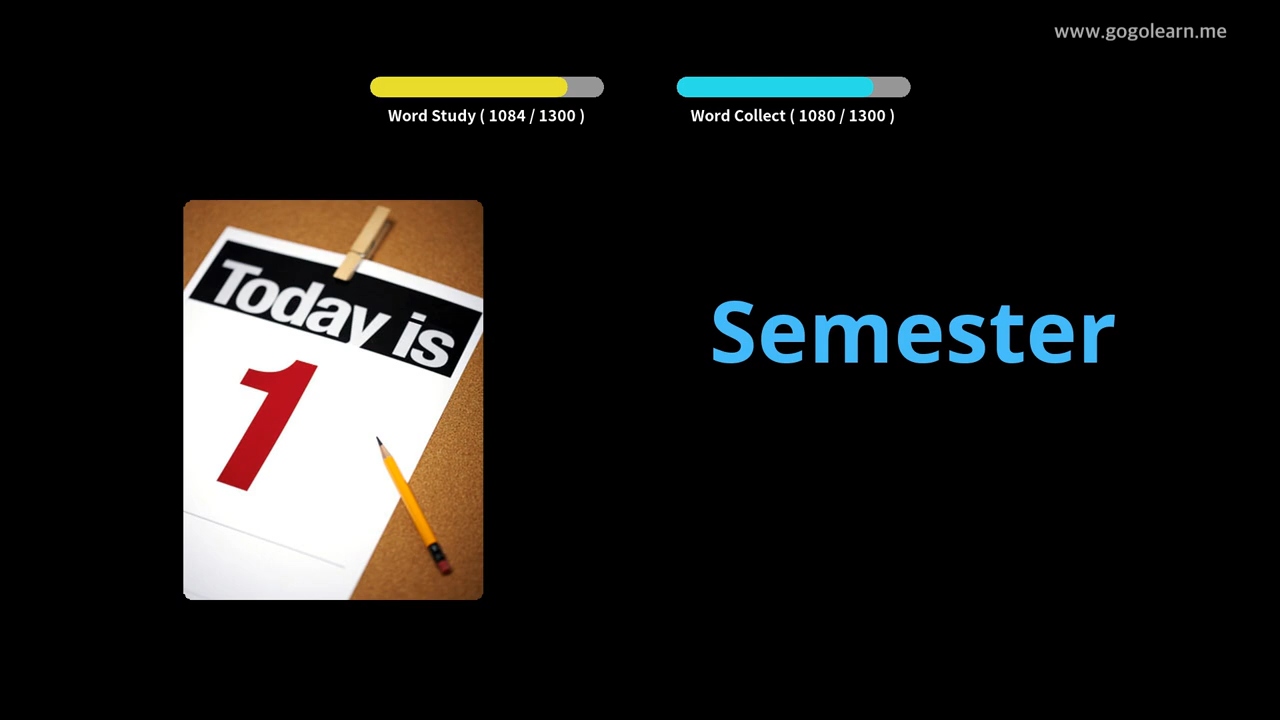 www.gogolearn.me
Word Study ( 1084 / 1300 )
Word Collect ( 1080 / 1300 )
Today is
1
Semester